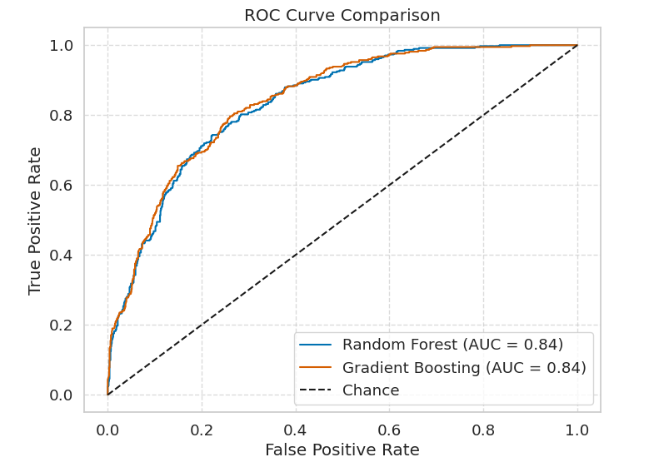 ROC Curve Comparison
1.0
0.8
0.6
0.4
0.2
0.0
True Positive Rate
Random Forest (AUC = 0.84)
Gradient Boosting (AUC = 0.84)
Chance
0.0 0.2 0.4 0.6 0.8 1.0
False Positive Rate